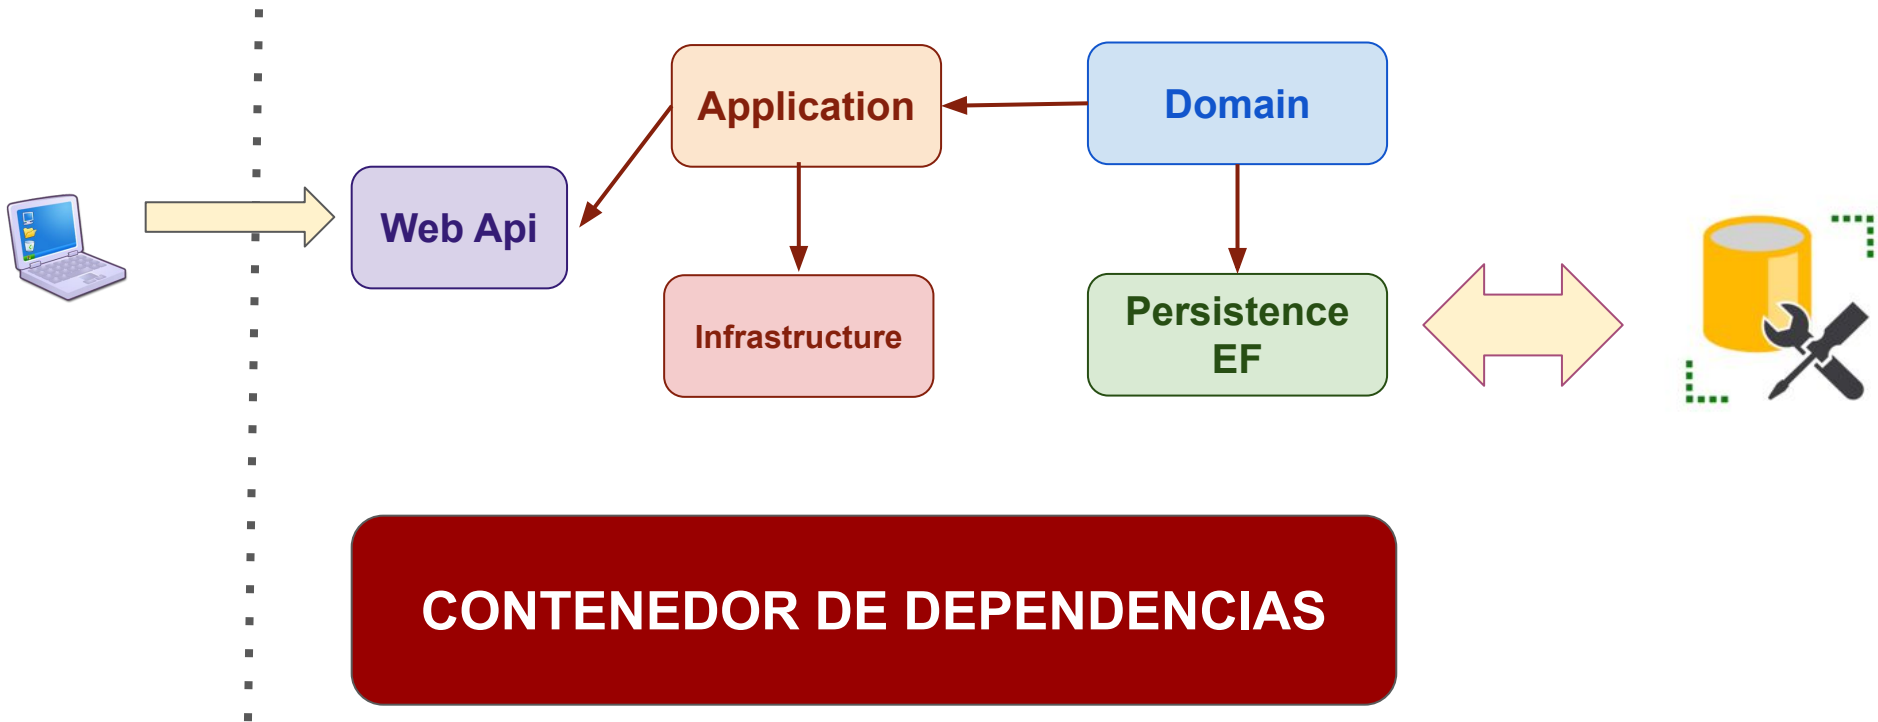 Application
Domain
Web Api
Infrastructure
Persistence
EF
CONTENEDOR DE DEPENDENCIAS